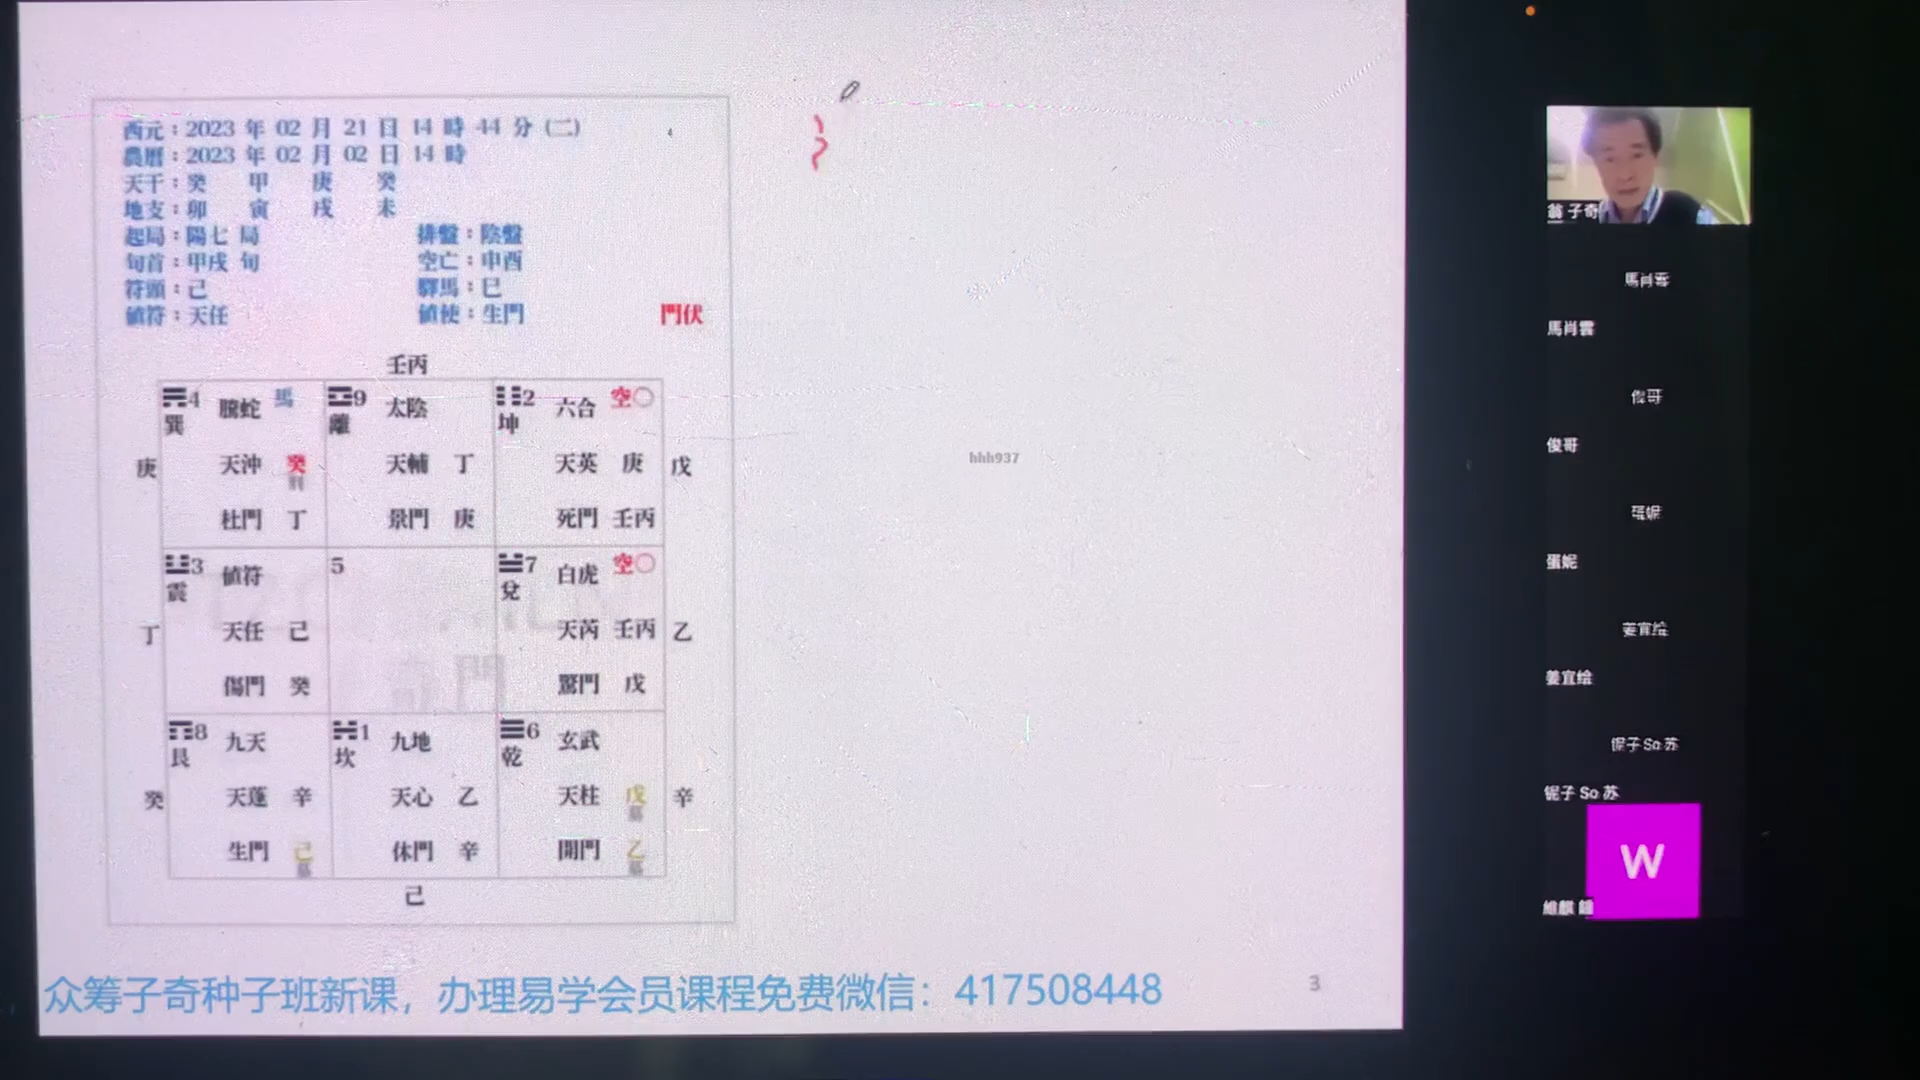 西元：2023 年 02 月 21 日 14 時 44 分 (二)
農曆：2023 年 02 月 02 日 14 時
天干：癸 甲 庚 癸
地支：卯 寅 戌 未
起局：陽七 局 排盤：陰盤
旬首：甲戌 旬 空亡：申酉
符頭：己 驛馬：巳
值符：天任 值使：生門 門伏
壬丙
4 螣蛇 馬 9 太陰 2 六合 空〇
巽 離 坤
庚 天沖 癸 天輔 丁 天英 庚 戊
刑
杜門 丁 景門 庚 死門 壬丙
3 値符 5 7 白虎 空〇
震 兌
丁 天任 己 天芮 壬丙 乙
傷門 癸 驚門 戊
8 九天 1 九地 6 玄武
艮 坎 乾
癸 天蓬 辛 天心 乙 天柱 戊 辛
墓
生門 己 休門 辛 開門 乙
墓 墓
己
hhh937
众筹子奇种子班新课，办理易学会员课程免费微信：417508448
3
翁 子奇
馬肖雲
馬肖雲
俊哥
俊哥
蛋妮
蛋妮
姜宜绘
姜宜绘
铌子 So 苏
铌子 So 苏
W